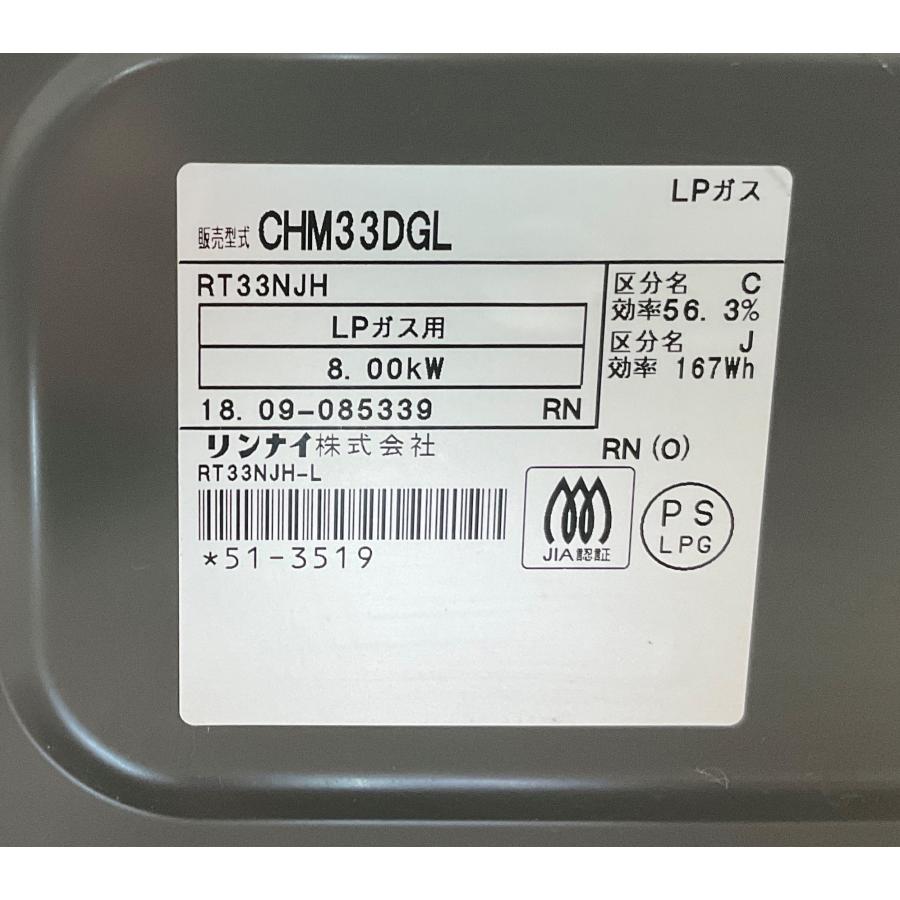 LPガス
販売型式 CHM33DGL
RT33NJH
LPガス用
8.00kW
18.09-085339 RN
区分名 C
効率56.3%
区分名 J
効率 167Wh
リンナイ株式会社
RN(O)
RT33NJH-L
*51-3519
JIA認証
PS
LPG